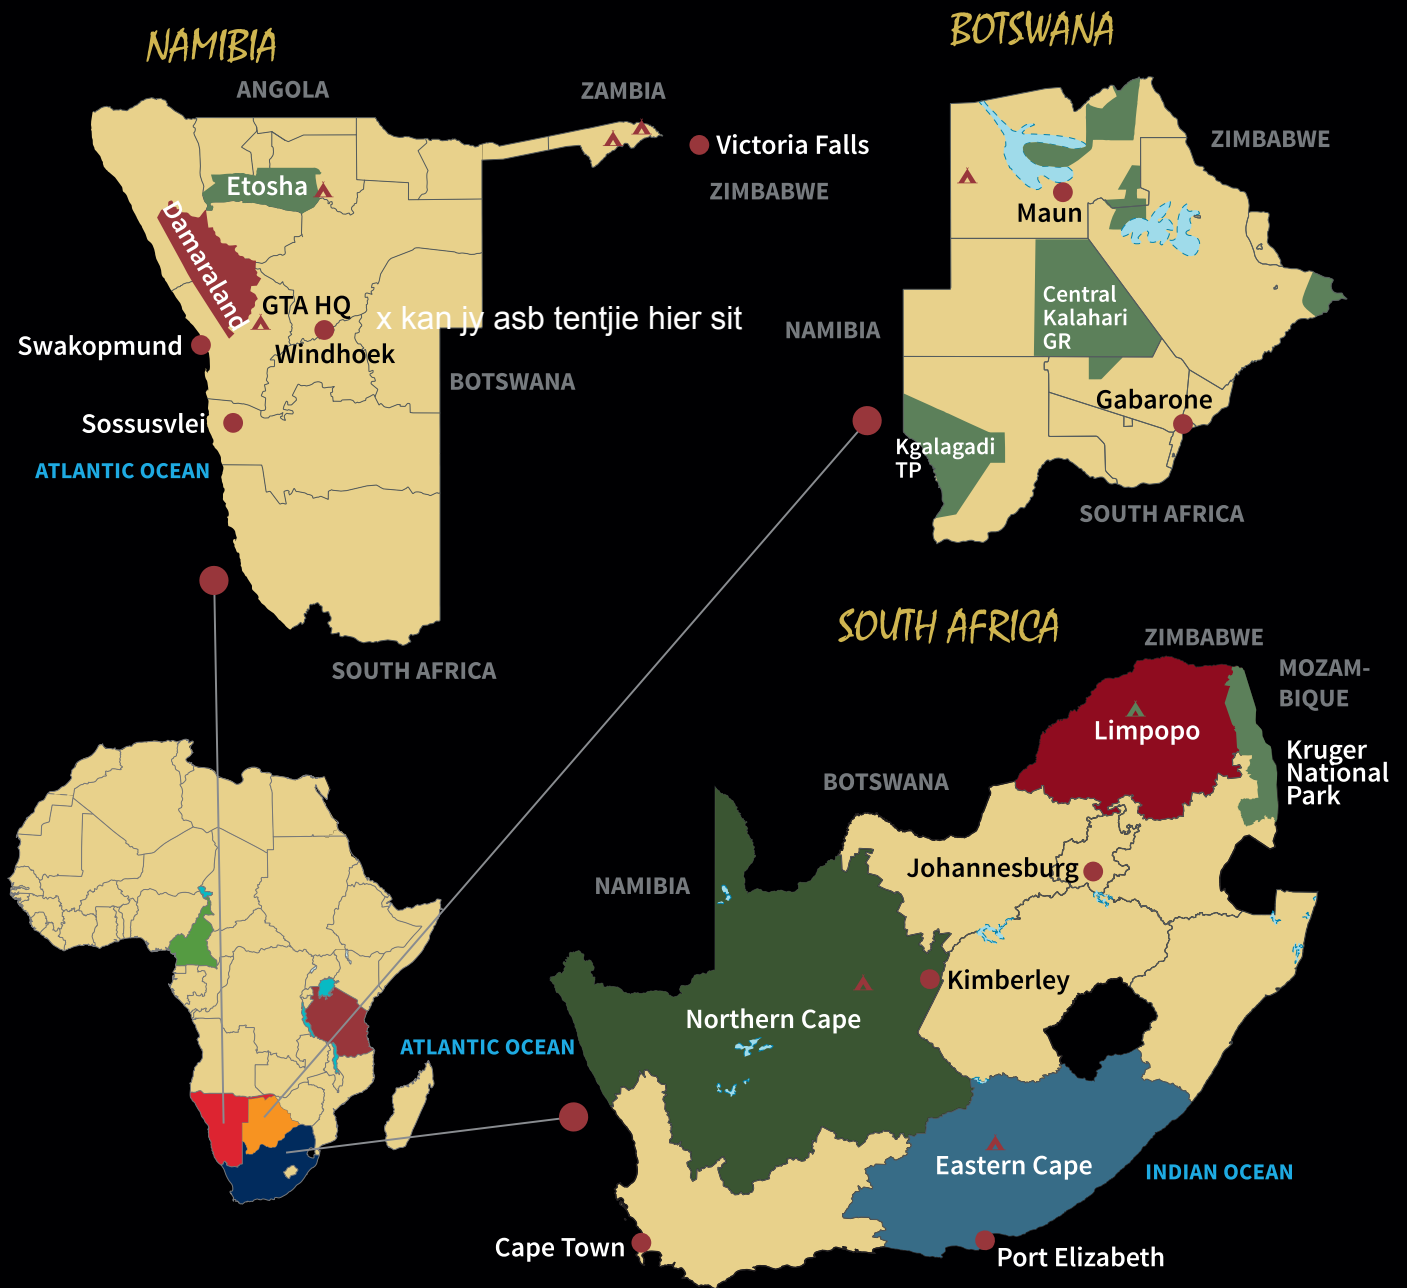 NAMIBIA
ANGOLA
ZAMBIA
Victoria Falls
ZIMBABWE
Etosha
Damaraland
GTA HQ
x kan jy asb tentjie hier sit
Swakopmund
Windhoek
BOTSWANA
Sossusvlei
ATLANTIC OCEAN
SOUTH AFRICA
BOTSWANA
ZIMBABWE
Maun
Central
Kalahari
GR
NAMIBIA
Gabarone
Kgalagadi
TP
SOUTH AFRICA
SOUTH AFRICA
ZIMBABWE
MOZAM-
BIQUE
Limpopo
Kruger
National
Park
BOTSWANA
Johannesburg
NAMIBIA
Kimberley
Northern Cape
ATLANTIC OCEAN
Eastern Cape
INDIAN OCEAN
Cape Town
Port Elizabeth